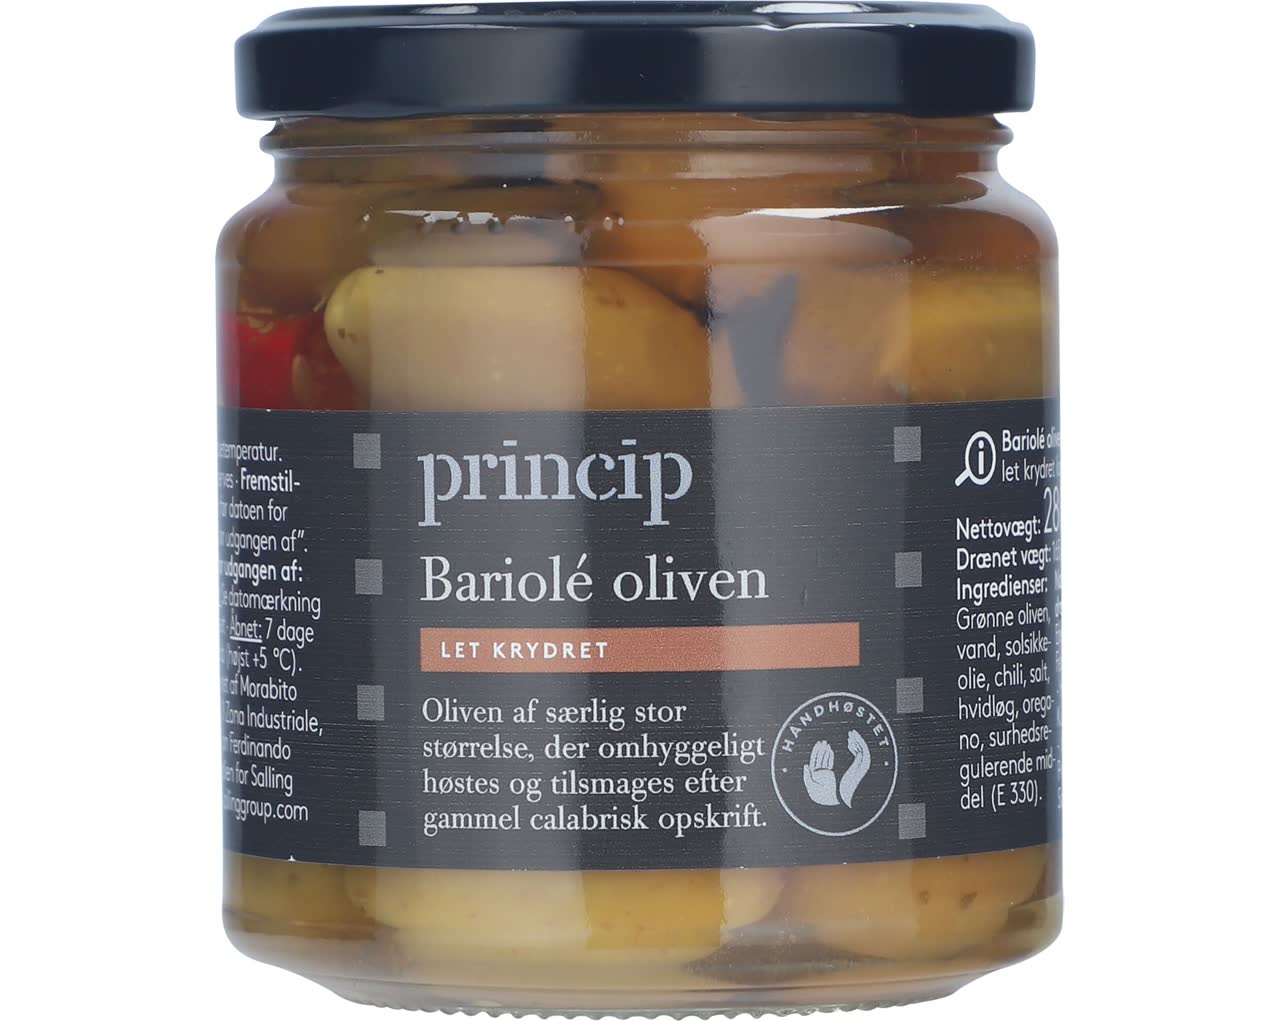 princip
Bariolé oliven
LET KRYDRET
Oliven af særlig stor
størrelse, der omhyggeligt
høstes og tilsmages efter
gammel calabrisk opskrift.
· HÅNDHØSTET ·
Fremstil-
datoen for
udgangen af”.
udgangen af:
datomærkning
- Åbnet: 7 dage
højst +5 °C).
af Morabito
Zona Industriale,
Ferdinando
for Salling
i
Bariolé
let krydret
Nettovægt: 28
Drænet vægt:
Ingredienser:
Grønne oliven,
vand, solsikke-
olie, chili, salt,
hvidløg, orega-
no, surhedsre-
gulerende mid-
del (E 330).